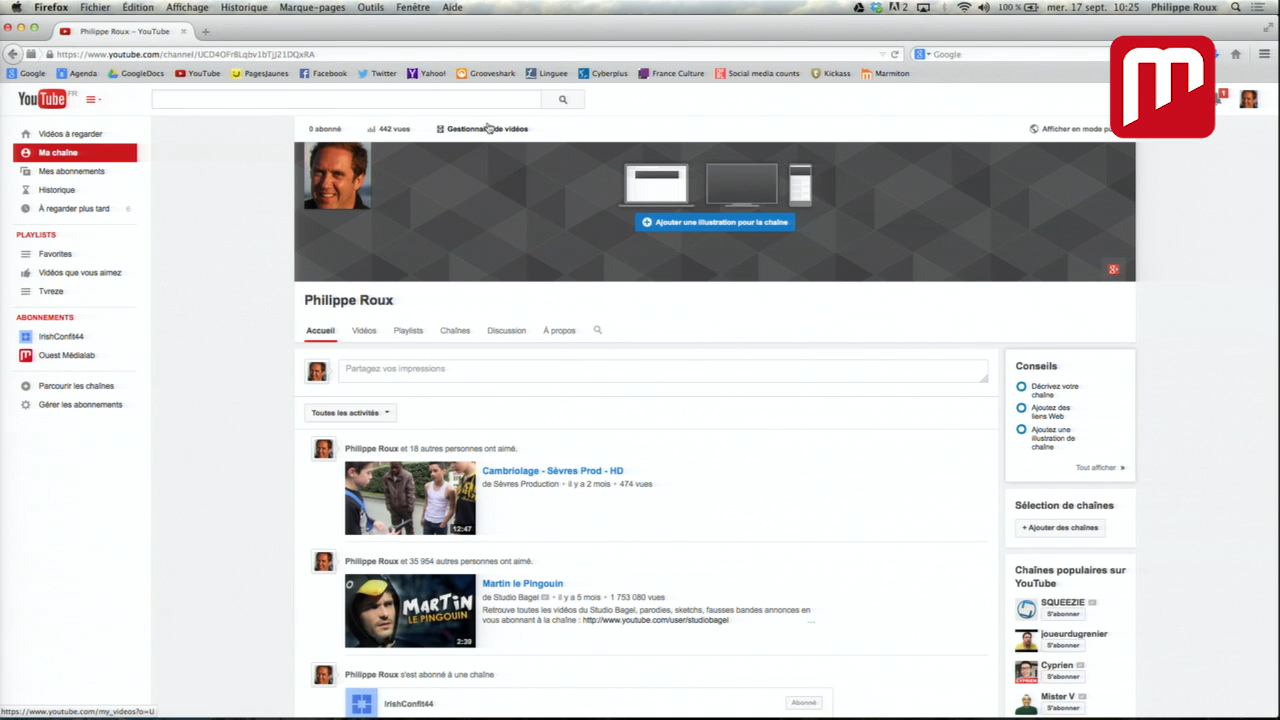 Firefox Fichier Édition Affichage Historique Marque-pages Outils Fenêtre Aide
2 100 % mer. 17 sept. 10:25 Philippe Roux
Philippe Roux – YouTube
https://www.youtube.com/channel/UCD4OFr8Lqbv1bTjJ21DQxRA
Google
Google Agenda GoogleDocs YouTube PagesJaunes Facebook Twitter Yahoo! Grooveshark Linguee Cyberplus France Culture Social media counts Kickass Marmiton
YouTube FR
1
0 abonné 442 vues Gestionnaire de vidéos
Afficher en mode pu
Vidéos à regarder
Ma chaîne
Mes abonnements
Historique
À regarder plus tard 6
PLAYLISTS
Favorites
Vidéos que vous aimez
Tvreze
ABONNEMENTS
IrishConfit44
Ouest Médialab
Parcourir les chaînes
Gérer les abonnements
Ajouter une illustration pour la chaîne
g+
Philippe Roux
Accueil Vidéos Playlists Chaînes Discussion À propos
Partagez vos impressions
Toutes les activités
Philippe Roux et 18 autres personnes ont aimé.
12:47
Cambriolage - Sèvres Prod - HD
de Sèvres Production • il y a 2 mois • 474 vues
Philippe Roux et 35 954 autres personnes ont aimé.
MARTIN
LE PINGOUIN
2:39
Martin le Pingouin
de Studio Bagel • il y a 5 mois • 1 753 080 vues
Retrouve toutes les vidéos du Studio Bagel, parodies, sketchs, fausses bandes annonces en
vous abonnant à la chaîne : http://www.youtube.com/user/studiobagel ...
Philippe Roux s'est abonné à une chaîne
IrishConfit44
Abonné
Conseils
Décrivez votre
chaîne
Ajoutez des
liens Web
Ajoutez une
illustration de
chaîne
Tout afficher »
Sélection de chaînes
+ Ajouter des chaînes
Chaînes populaires sur
YouTube
SQUEEZIE
S'abonner
joueurdugrenier
S'abonner
CYPRIEN
Cyprien
S'abonner
Mister V
S'abonner
https://www.youtube.com/my_videos?o=U